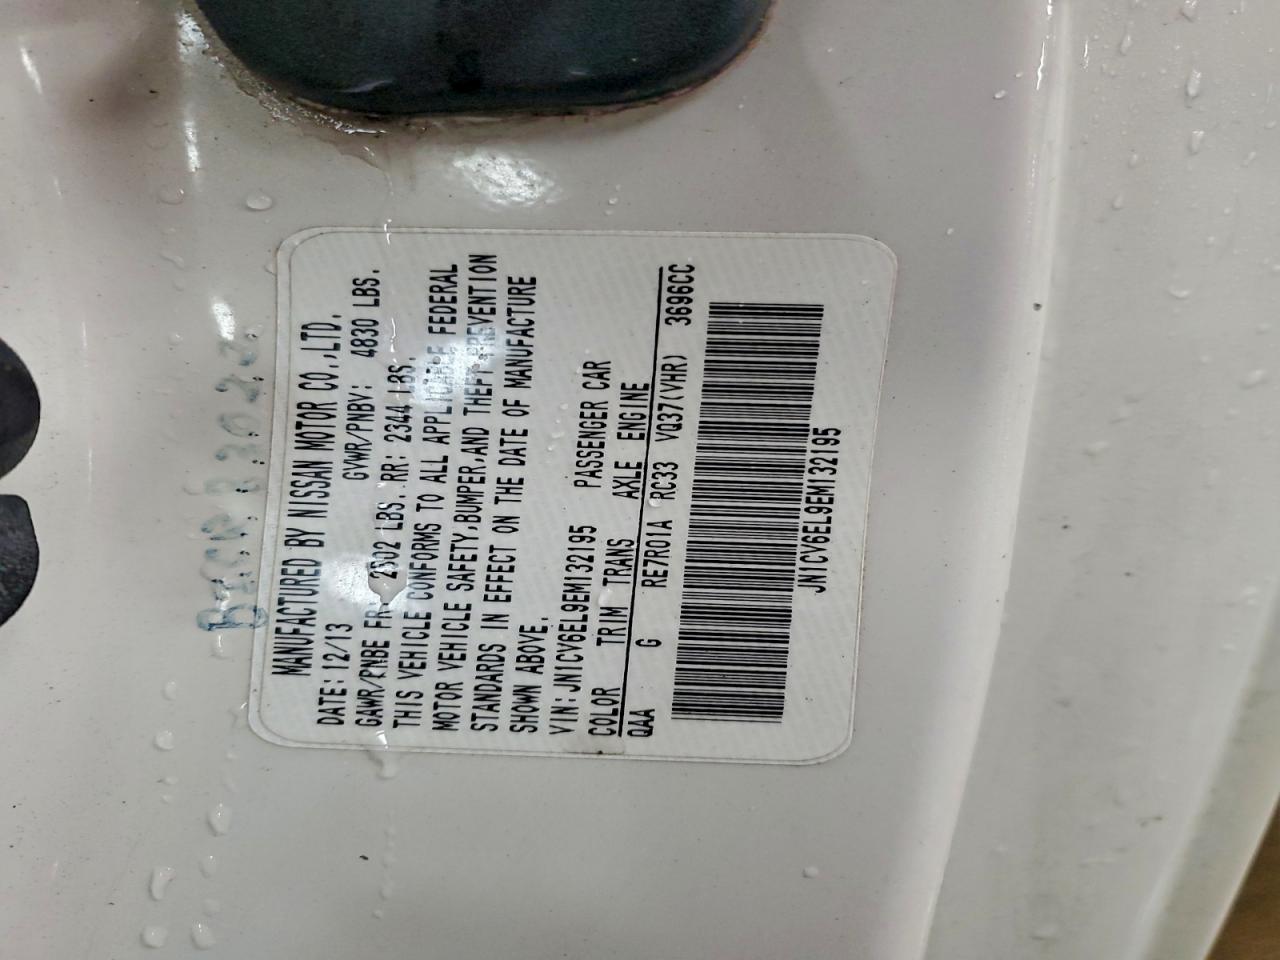 MANUFACTURED BY NISSAN MOTOR CO.,LTD.
DATE:12/13 GVWR/PNBV: 4830 LBS.
GAWR/PNBE LBS. RR: 2344 LBS.
THIS VEHICLE CONFORMS TO ALL APPLICABLE FEDERAL
MOTOR VEHICLE SAFETY,BUMPER,AND THEFT PREVENTION
STANDARDS IN EFFECT ON THE DATE OF MANUFACTURE
SHOWN ABOVE.
VIN:JN1CV6EL9EM132195 PASSENGER CAR
COLOR TRIM TRANS AXLE ENGINE
QAA G RE7R01A RC33 VQ37(VHR) 3696CC
JN1CV6EL9EM132195